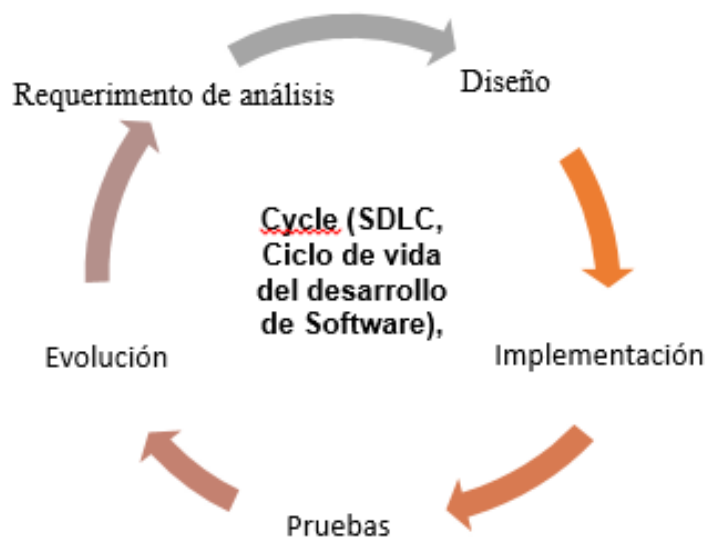 Requerimento de análisis
Diseño
Cycle (SDLC,
Ciclo de vida
del desarrollo
de Software),
Implementación
Pruebas
Evolución